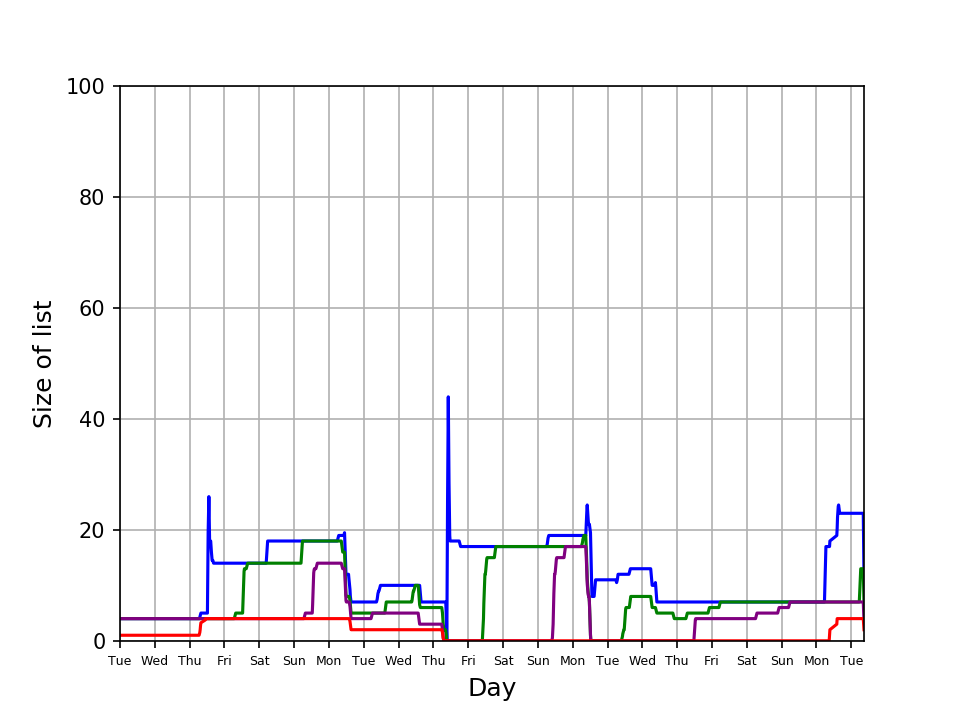 100
80
60
40
20
0
Size of list
Tue Wed Thu Fri Sat Sun Mon Tue Wed Thu Fri Sat Sun Mon Tue Wed Thu Fri Sat Sun Mon Tue
Day